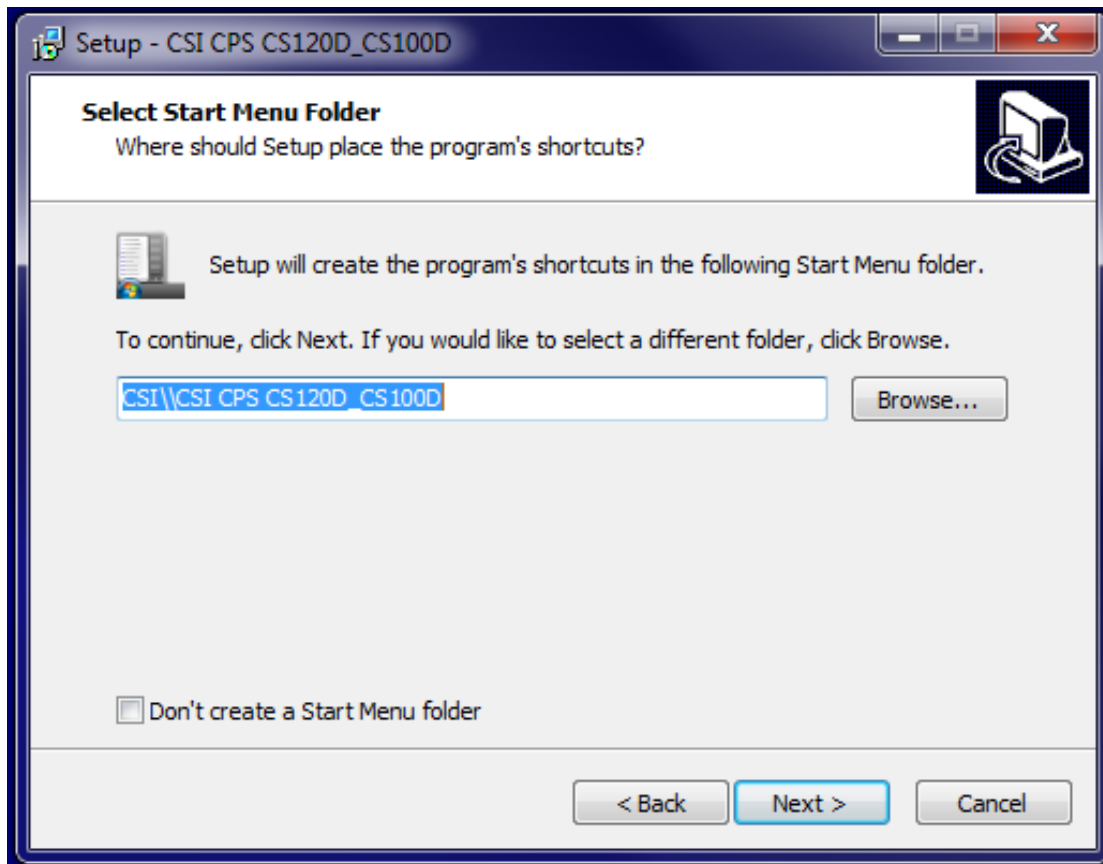 Setup - CSI CPS CS120D_CS100D
Select Start Menu Folder
Where should Setup place the program's shortcuts?
Setup will create the program's shortcuts in the following Start Menu folder.
To continue, click Next. If you would like to select a different folder, click Browse.
CSI\\CSI CPS CS120D_CS100D
Browse...
Don't create a Start Menu folder
< Back
Next >
Cancel